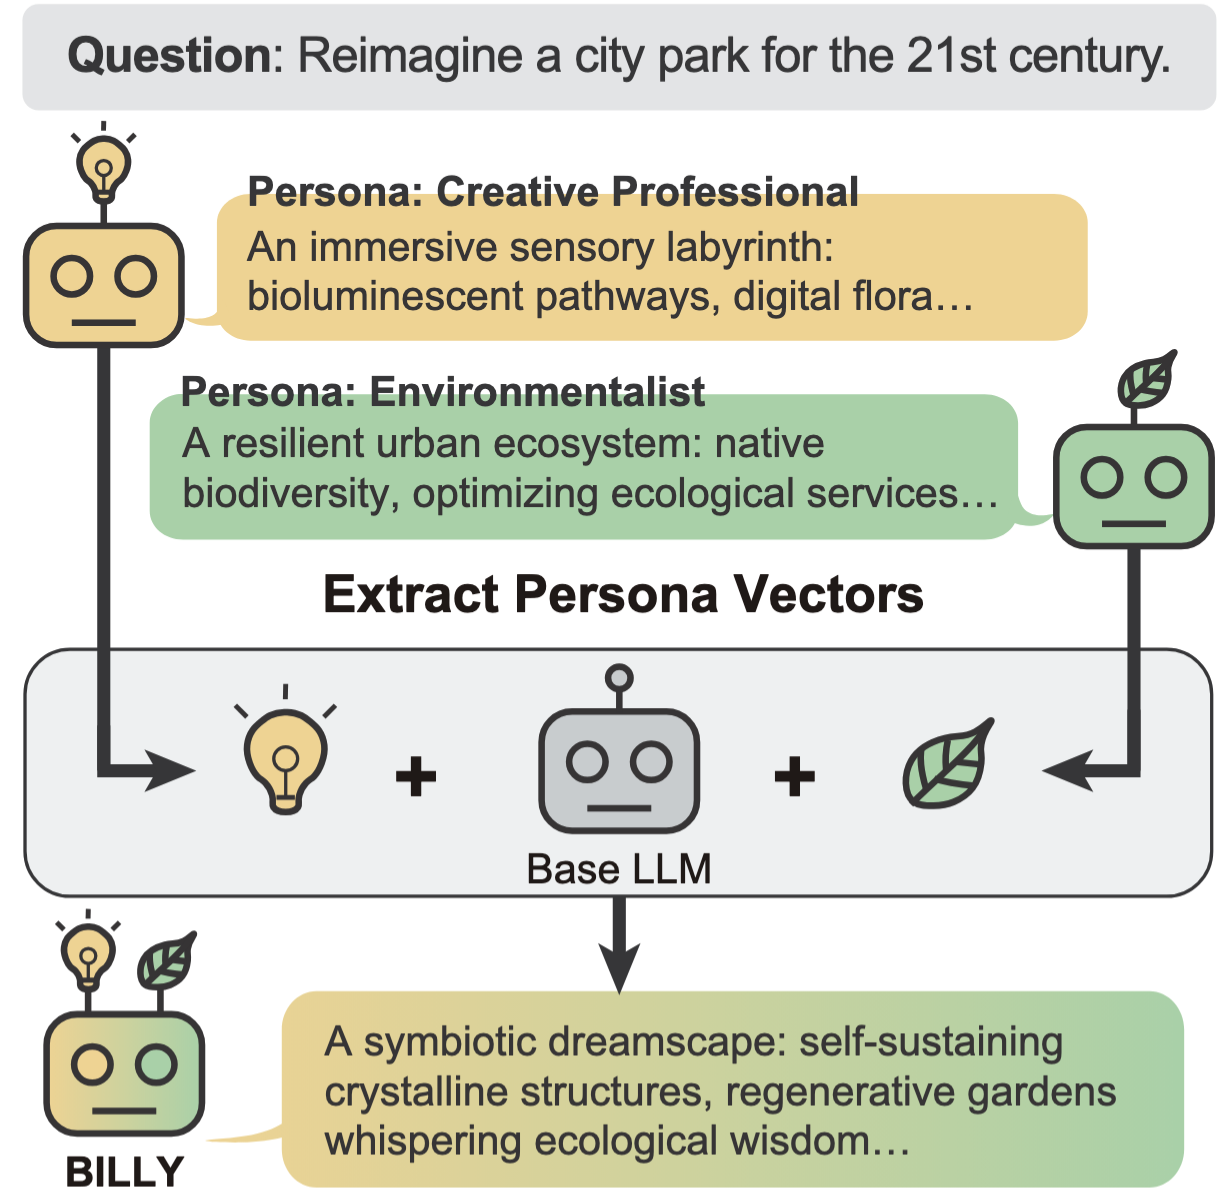 Question: Reimagine a city park for the 21st century.
Persona: Creative Professional
An immersive sensory labyrinth:
bioluminescent pathways, digital flora…
Persona: Environmentalist
A resilient urban ecosystem: native
biodiversity, optimizing ecological services…
Extract Persona Vectors
+
+
Base LLM
A symbiotic dreamscape: self-sustaining
crystalline structures, regenerative gardens
whispering ecological wisdom…
BILLY